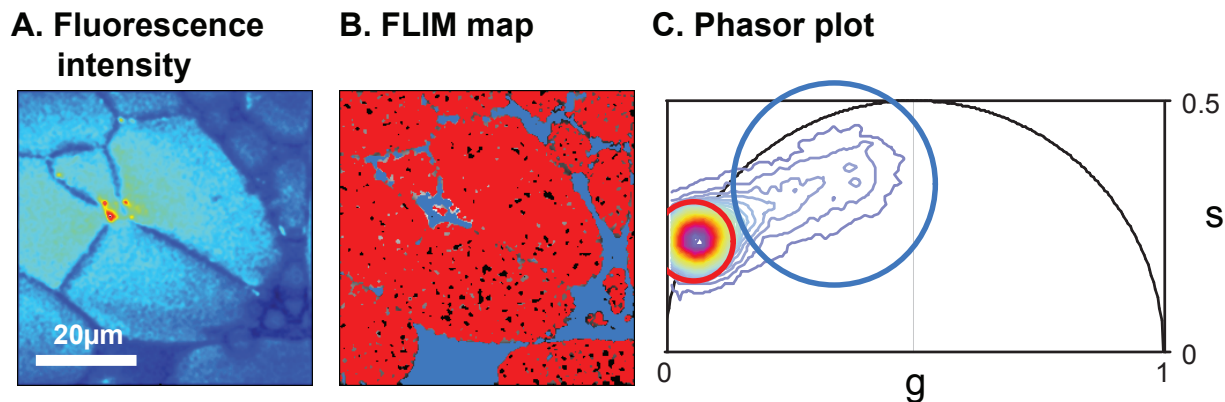 A. Fluorescence
intensity
B. FLIM map
C. Phasor plot
20µm
0.5
s
0
0
g
1